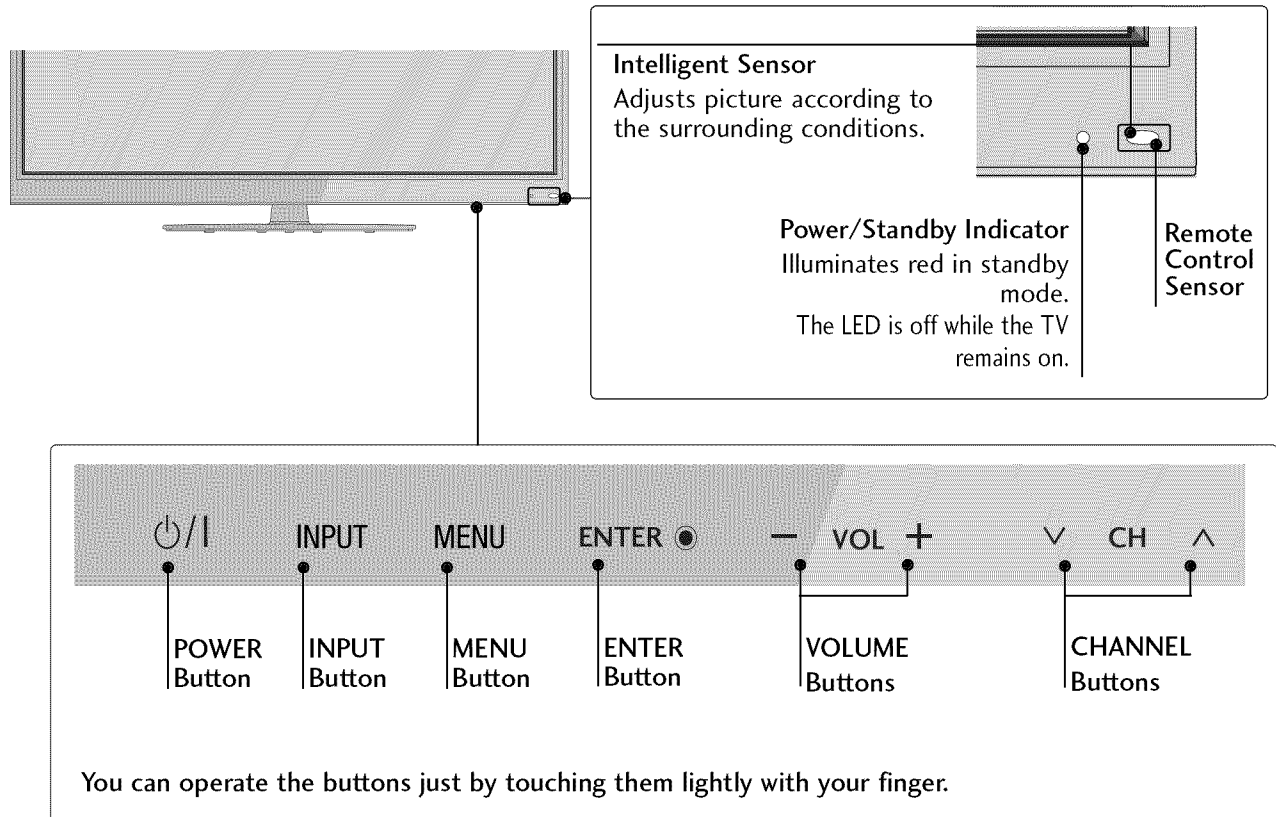 Intelligent Sensor
Adjusts picture according to
the surrounding conditions.
Power/Standby Indicator
Illuminates red in standby
mode.
The LED is off while the TV
remains on.
Remote
Control
Sensor
⏻/I INPUT MENU ENTER ◉ − VOL + ∨ CH ∧
POWER
Button
INPUT
Button
MENU
Button
ENTER
Button
VOLUME
Buttons
CHANNEL
Buttons
You can operate the buttons just by touching them lightly with your finger.